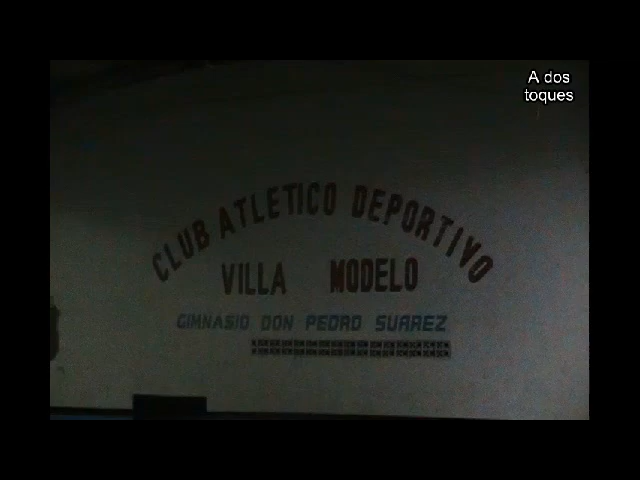 A dos
toques
CLUB ATLETICO DEPORTIVO
VILLA MODELO
GIMNASIO DON PEDRO SUAREZ